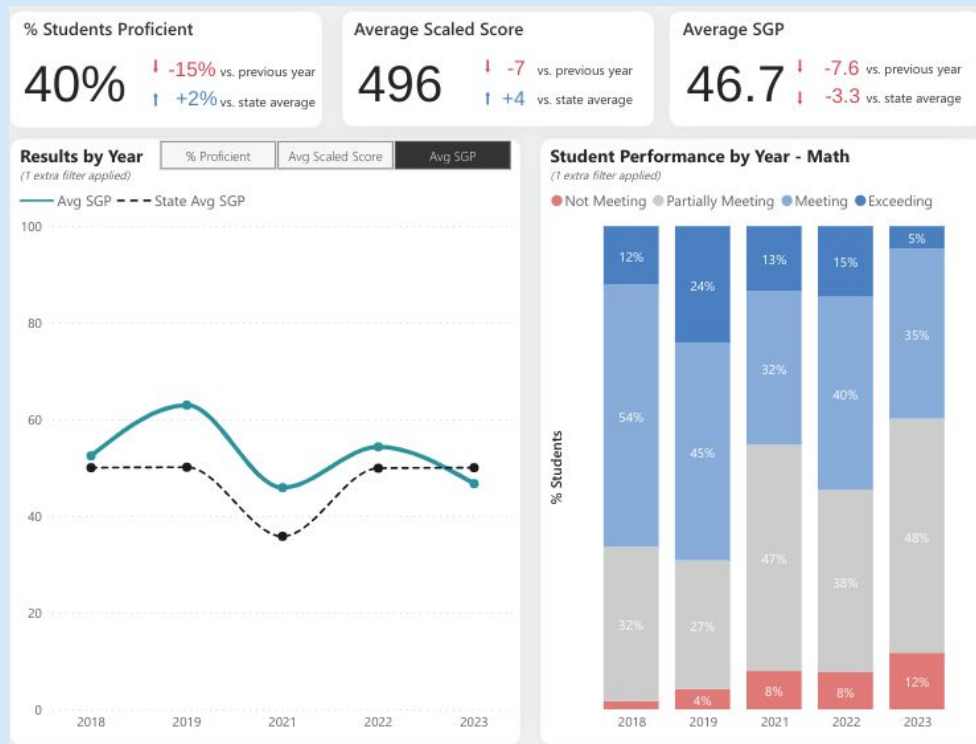 % Students Proficient
40%
↓ -15% vs. previous year
↑ +2% vs. state average
Average Scaled Score
496
↓ -7 vs. previous year
↑ +4 vs. state average
Average SGP
46.7
↓ -7.6 vs. previous year
↓ -3.3 vs. state average
Results by Year
(1 extra filter applied)
% Proficient
Avg Scaled Score
Avg SGP
Avg SGP State Avg SGP
100
80
60
40
20
0
2018 2019 2021 2022 2023
Student Performance by Year - Math
(1 extra filter applied)
Not Meeting Partially Meeting Meeting Exceeding
% Students
12% 24% 13% 15% 5%
54% 45% 32% 40% 35%
32% 27% 47% 38% 48%
4% 8% 8% 12%
2018 2019 2021 2022 2023